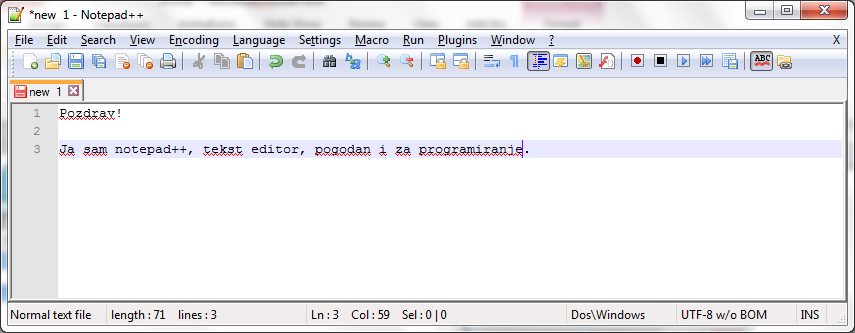 *new  1 - Notepad++
File Edit Search View Encoding Language Settings Macro Run Plugins Window ? X
ABC
new  1
1 Pozdrav!
2
3 Ja sam notepad++, tekst editor, pogodan i za programiranje.
Normal text file length : 71 lines : 3 Ln : 3 Col : 59 Sel : 0 | 0 Dos\Windows UTF-8 w/o BOM INS